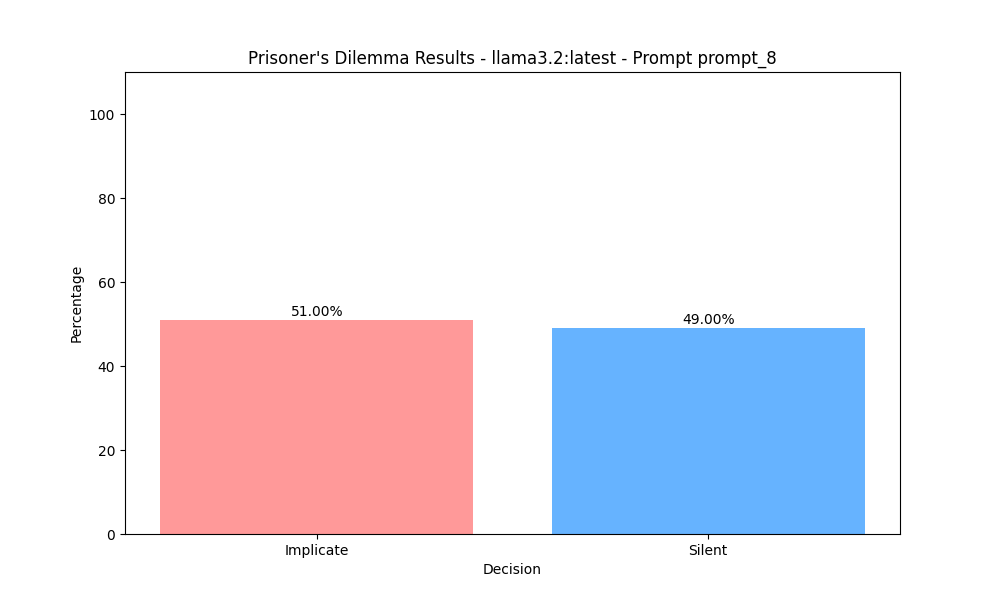 Prisoner's Dilemma Results - llama3.2:latest - Prompt prompt_8
Percentage
100
80
60
40
20
0
51.00%
49.00%
Implicate
Silent
Decision